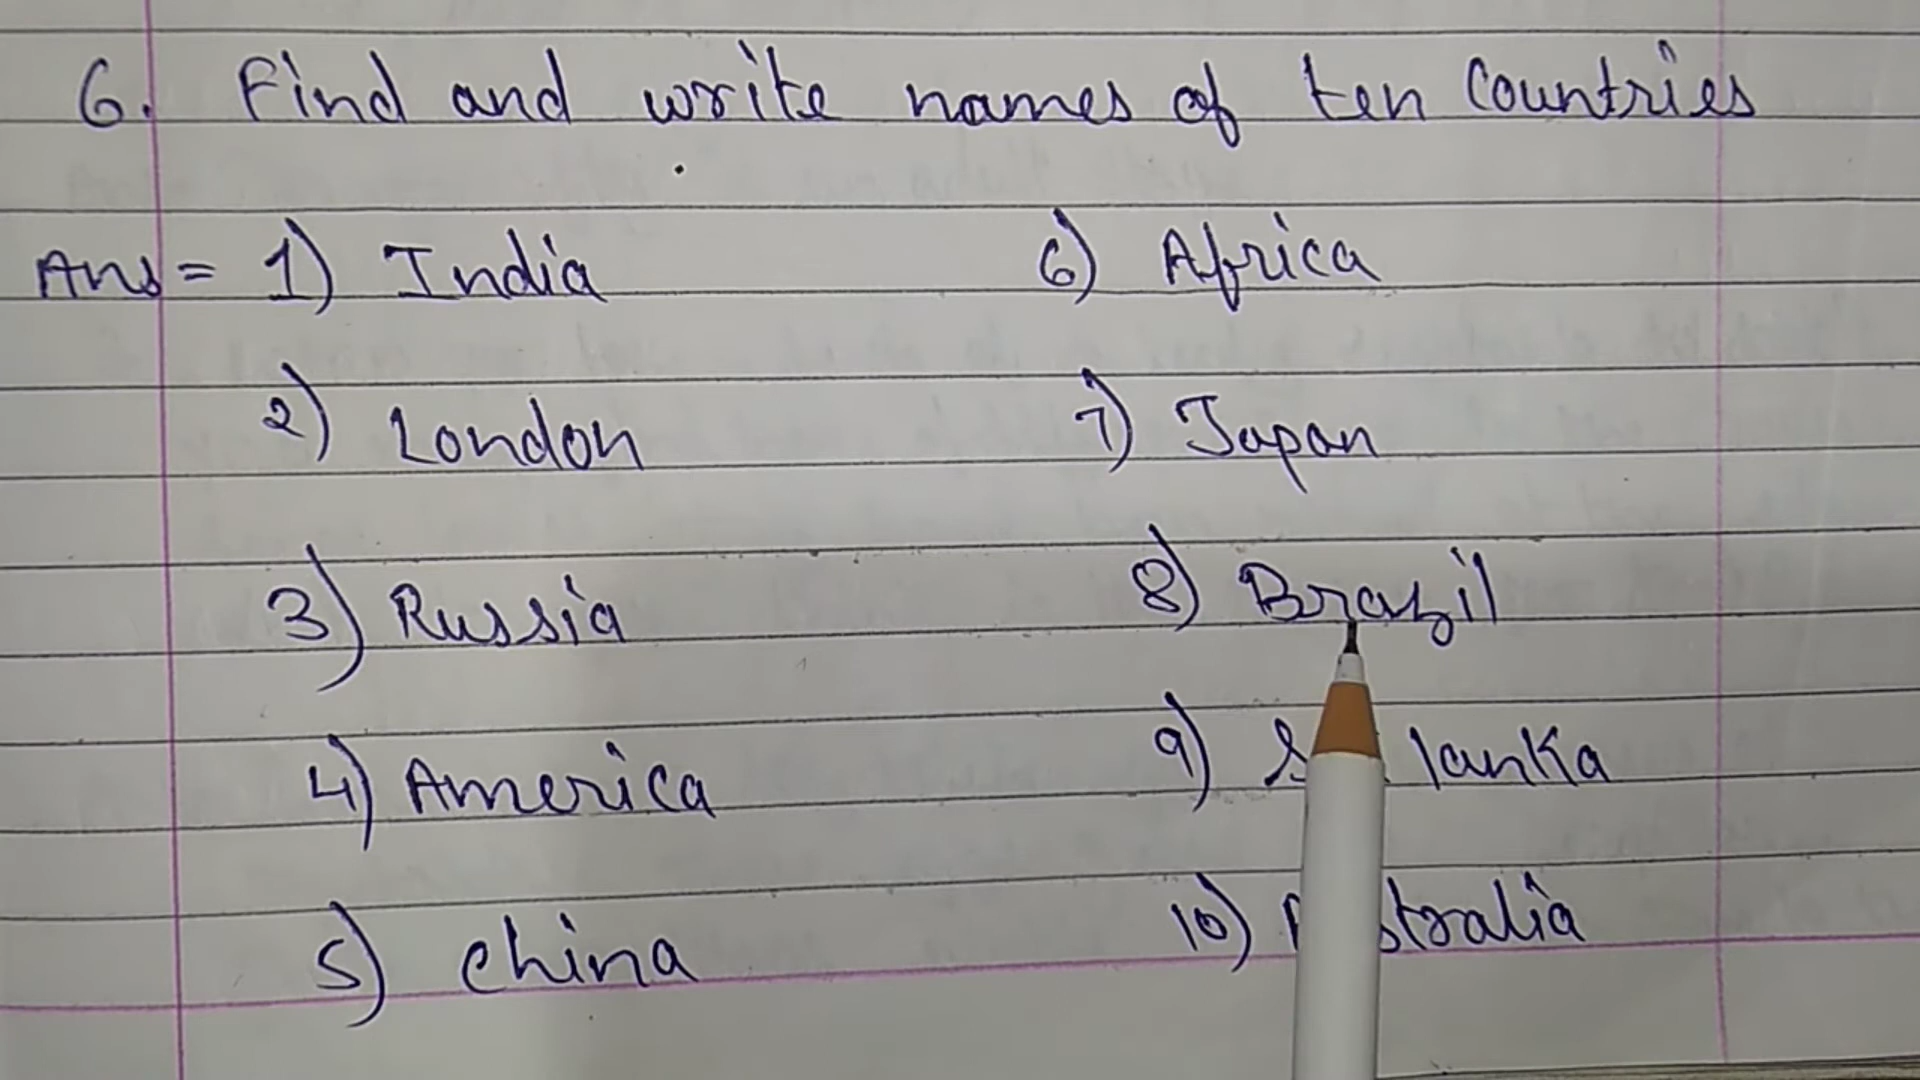 6. Find and write names of ten Countries
Ans = 1) India
2) London
3) Russia
4) America
5) china
6) Africa
7) Japan
8) Brazil
9) lanka
10)